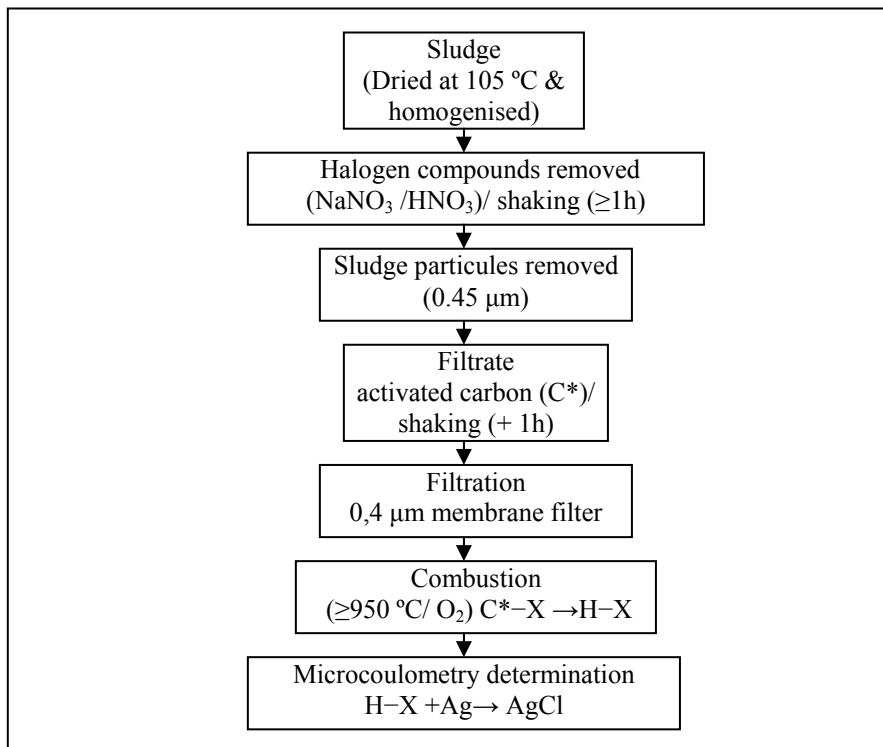 Sludge
(Dried at 105 ºC &
homogenised)
Halogen compounds removed
(NaNO₃ /HNO₃)/ shaking (≥1h)
Sludge particules removed
(0.45 μm)
Filtrate
activated carbon (C*)/
shaking (+ 1h)
Filtration
0,4 μm membrane filter
Combustion
(≥950 ºC/ O₂) C*−X →H−X
Microcoulometry determination
H−X +Ag→ AgCl